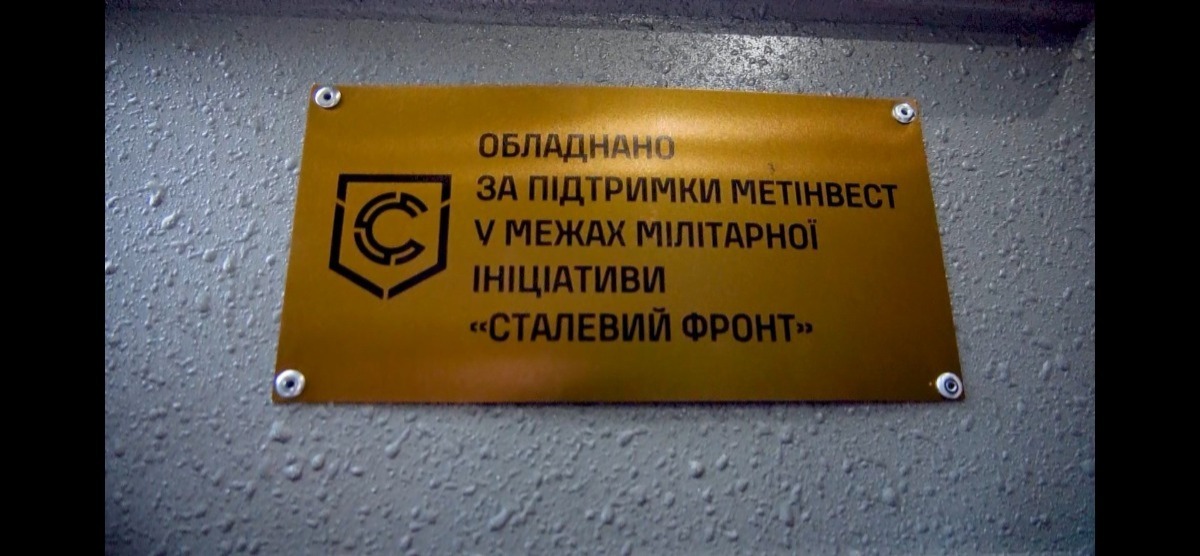 ОБЛАДНАНО
ЗА ПІДТРИМКИ МЕТІНВЕСТ
У МЕЖАХ МІЛІТАРНОЇ
ІНІЦІАТИВИ
«СТАЛЕВИЙ ФРОНТ»